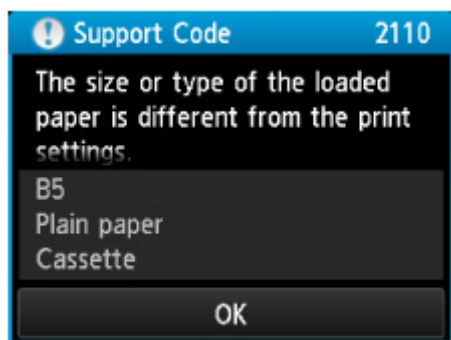 Support Code 2110
The size or type of the loaded
paper is different from the print
settings.
B5
Plain paper
Cassette
OK